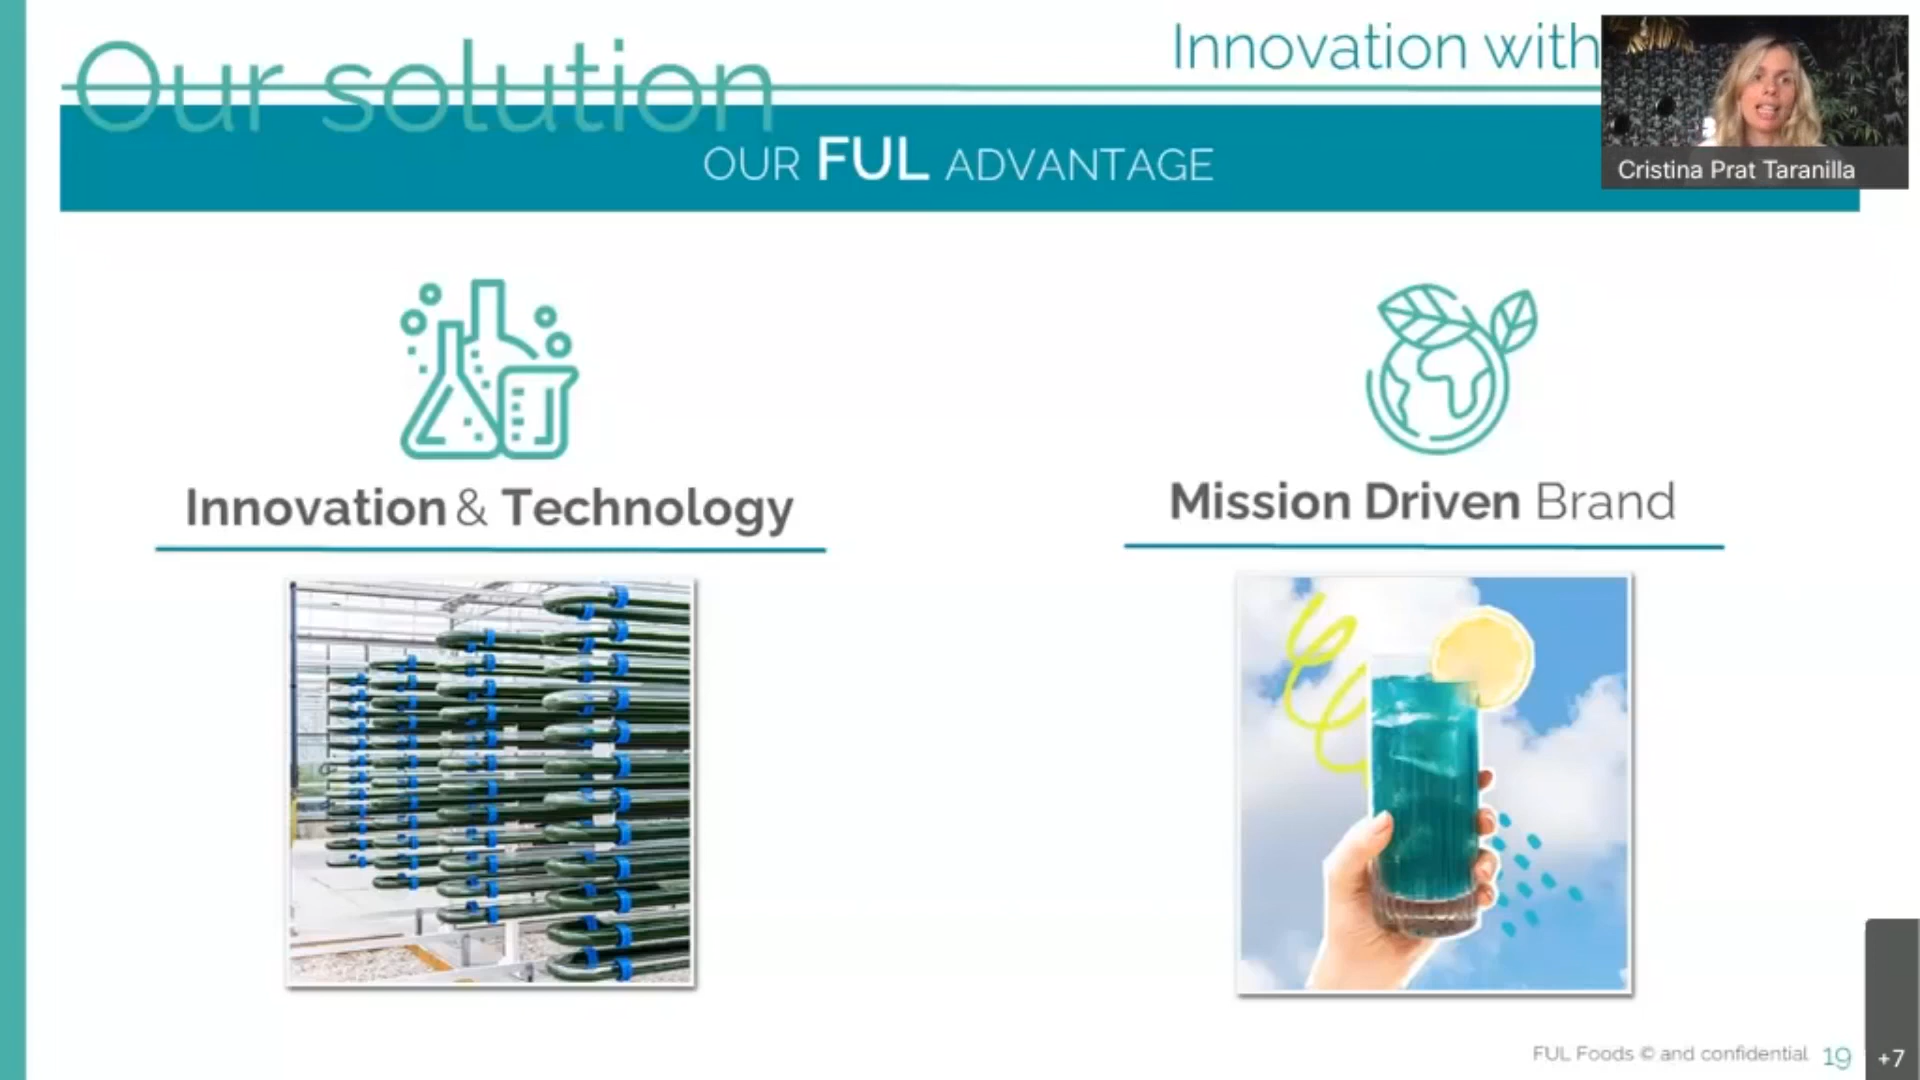 Our solution
Innovation with
OUR FUL ADVANTAGE
Cristina Prat Taranilla
Innovation & Technology
Mission Driven Brand
FUL Foods © and confidential 19
+7